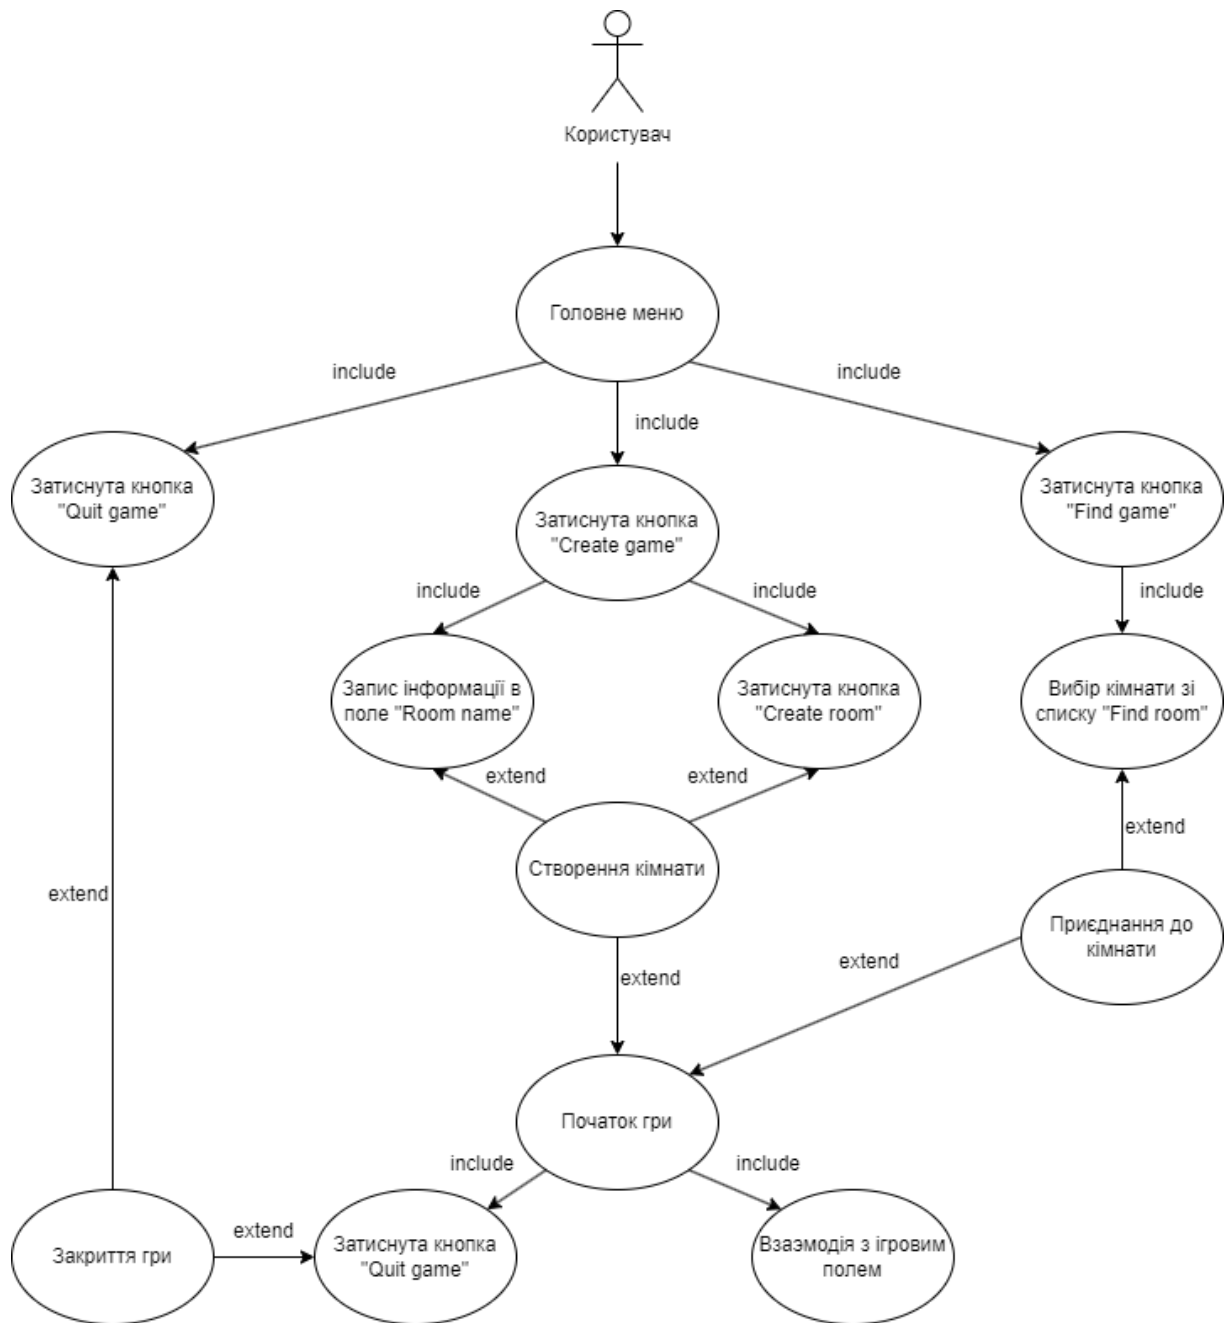 Користувач
Головне меню
include
include
include
Затиснута кнопка
"Quit game"
Затиснута кнопка
"Create game"
Затиснута кнопка
"Find game"
include
include
include
Запис інформації в
поле "Room name"
Затиснута кнопка
"Create room"
Вибір кімнати зі
списку "Find room"
extend
extend
extend
Створення кімнати
extend
Приєднання до
кімнати
extend
extend
Початок гри
include
include
Закриття гри
extend
Затиснута кнопка
"Quit game"
Взаэмодія з ігровим
полем